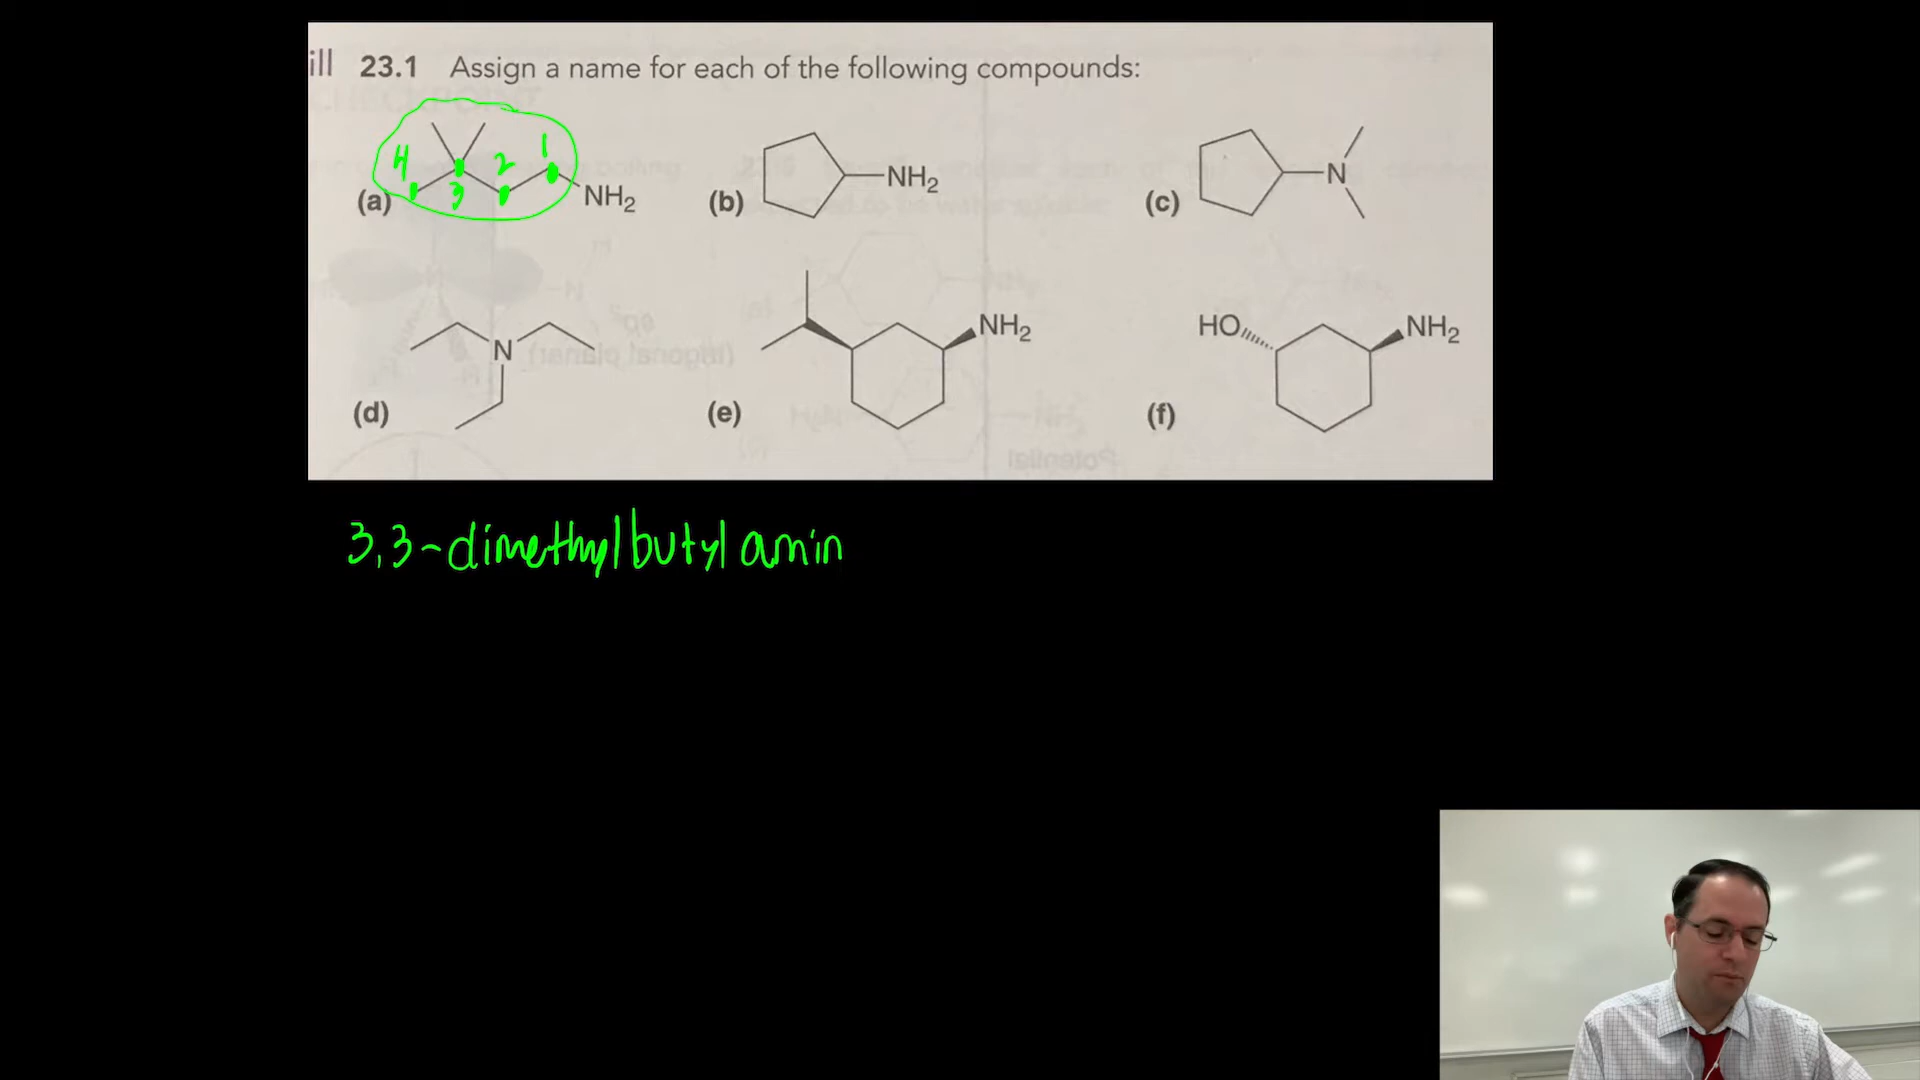 ill 23.1 Assign a name for each of the following compounds:
4 3 2 1
(a) NH2
(b) NH2
(c) N
(d) N
(e) NH2
(f) HO NH2
3,3-dimethylbutyl amin